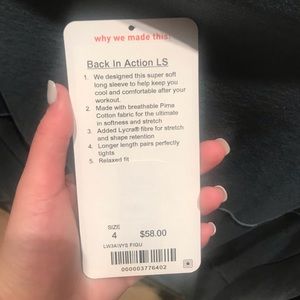 why we made this:
Back In Action LS
1. We designed this super soft
long sleeve to help keep you
cool and comfortable after your
workout.
2. Made with breathable Pima
Cotton fabric for the ultimate
in softness and stretch
3. Added Lycra® fibre for stretch
and shape retention
4. Longer length pairs perfectly
tights
5. Relaxed fit
SIZE
4 $58.00
000003776402